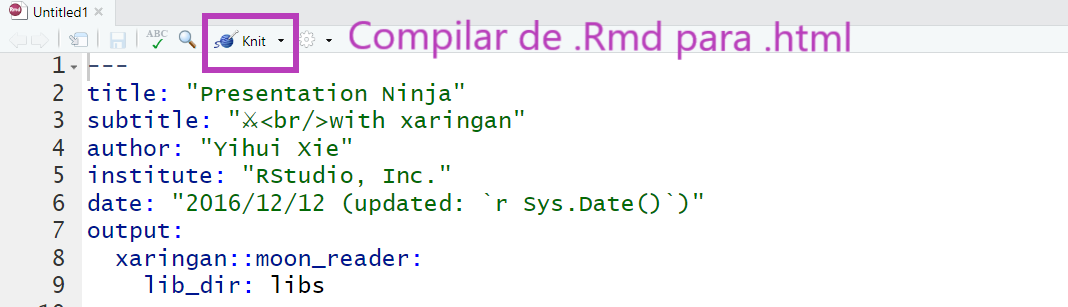 Untitled1
ABC Knit Compilar de .Rmd para .html
1 ---
2 title: "Presentation Ninja"
3 subtitle: "⚔<br/>with xaringan"
4 author: "Yihui Xie"
5 institute: "RStudio, Inc."
6 date: "2016/12/12 (updated: `r Sys.Date()`)"
7 output:
8   xaringan::moon_reader:
9     lib_dir: libs